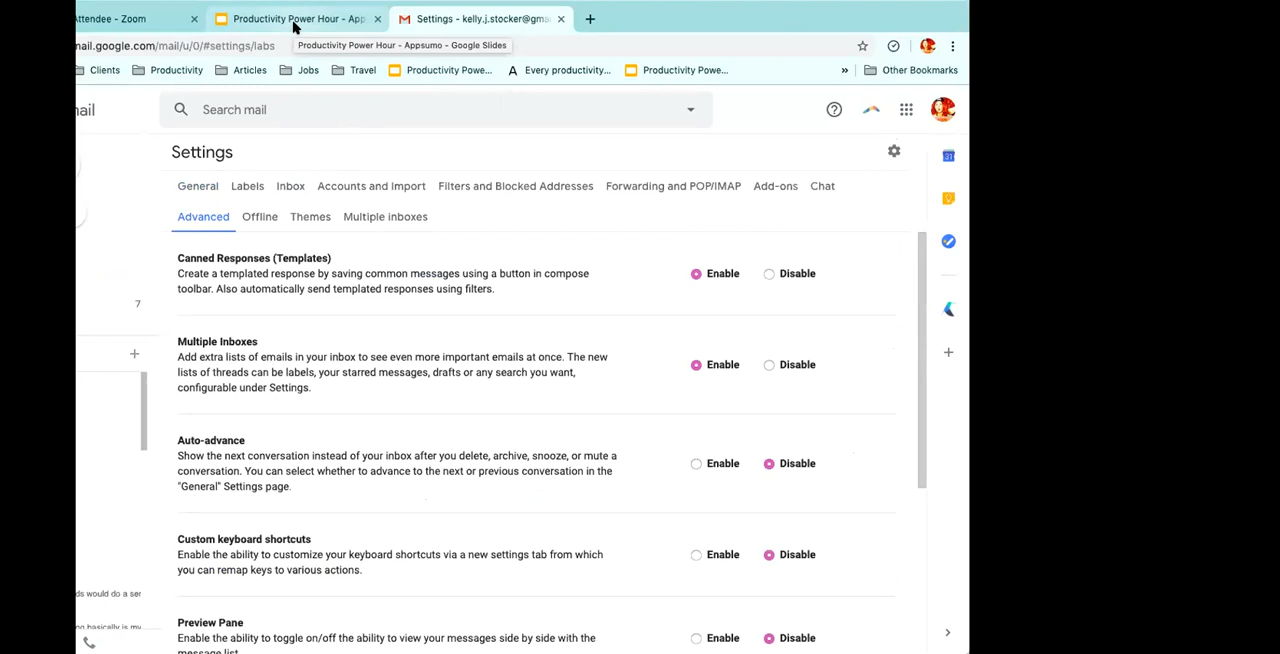 Attendee - Zoom
Productivity Power Hour - App
Settings - kelly.j.stocker@gma
mail.google.com/mail/u/0/#settings/labs
Productivity Power Hour - Appsumo - Google Slides
Clients
Productivity
Articles
Jobs
Travel
Productivity Powe...
Every productivity...
Productivity Powe...
»
Other Bookmarks
Search mail
Settings
General Labels Inbox Accounts and Import Filters and Blocked Addresses Forwarding and POP/IMAP Add-ons Chat
Advanced Offline Themes Multiple inboxes
Canned Responses (Templates)
Create a templated response by saving common messages using a button in compose
toolbar. Also automatically send templated responses using filters.
Enable Disable
7
Multiple Inboxes
Add extra lists of emails in your inbox to see even more important emails at once. The new
lists of threads can be labels, your starred messages, drafts or any search you want,
configurable under Settings.
Enable Disable
Auto-advance
Show the next conversation instead of your inbox after you delete, archive, snooze, or mute a
conversation. You can select whether to advance to the next or previous conversation in the
"General" Settings page.
Enable Disable
Custom keyboard shortcuts
Enable the ability to customize your keyboard shortcuts via a new settings tab from which
you can remap keys to various actions.
Enable Disable
ds would do a ser
Preview Pane
Enable the ability to toggle on/off the ability to view your messages side by side with the
message list.
Enable Disable